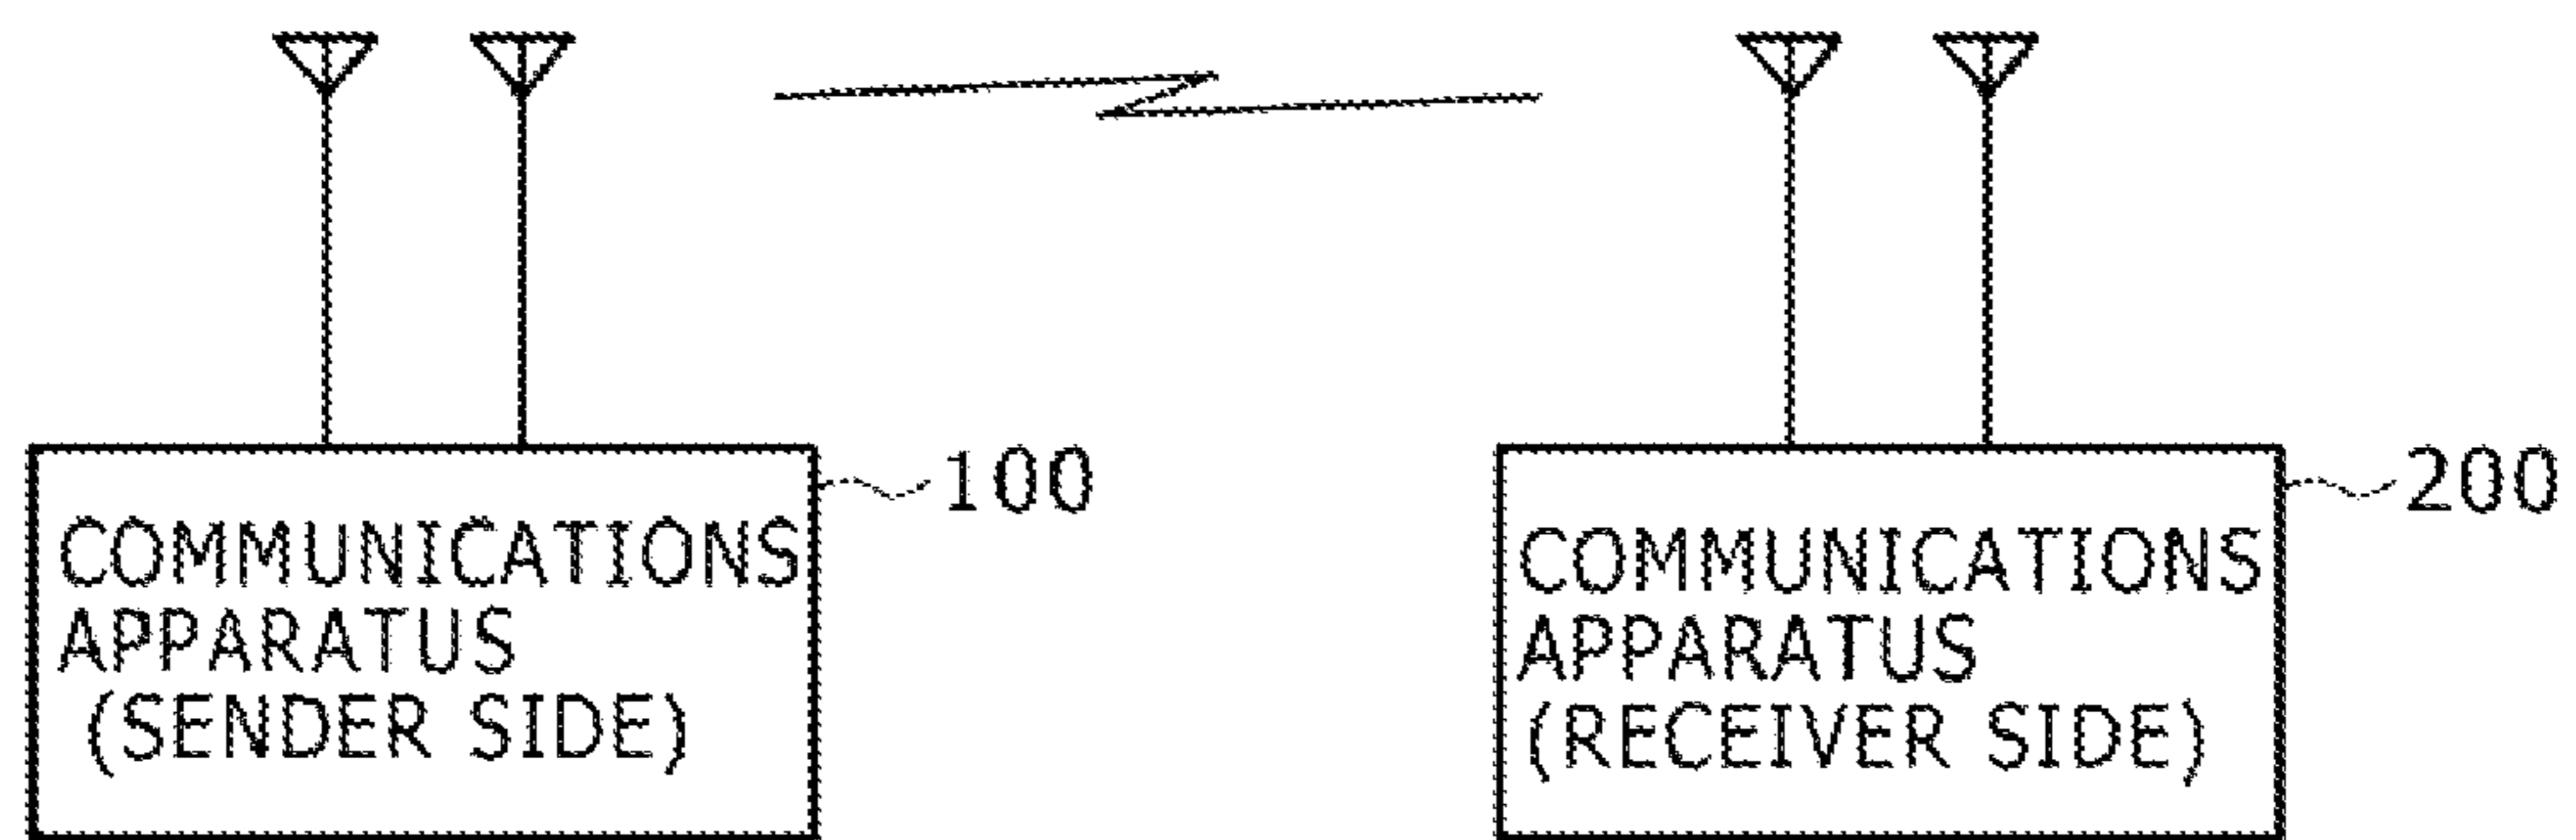 100
COMMUNICATIONS
APPARATUS
(SENDER SIDE)
200
COMMUNICATIONS
APPARATUS
(RECEIVER SIDE)